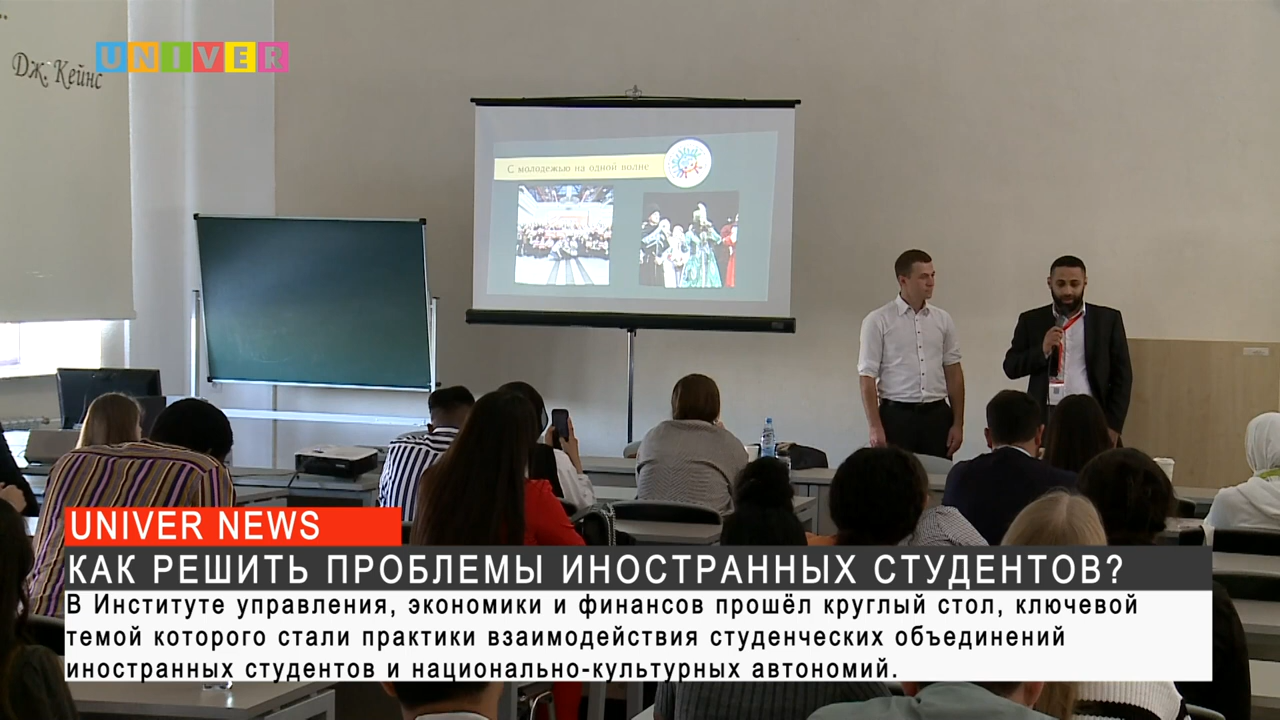 Дж. Кейнс
UNIVER
С молодежью на одной волне
UNIVER NEWS
КАК РЕШИТЬ ПРОБЛЕМЫ ИНОСТРАННЫХ СТУДЕНТОВ?
В Институте управления, экономики и финансов прошёл круглый стол, ключевой
темой которого стали практики взаимодействия студенческих объединений
иностранных студентов и национально-культурных автономий.